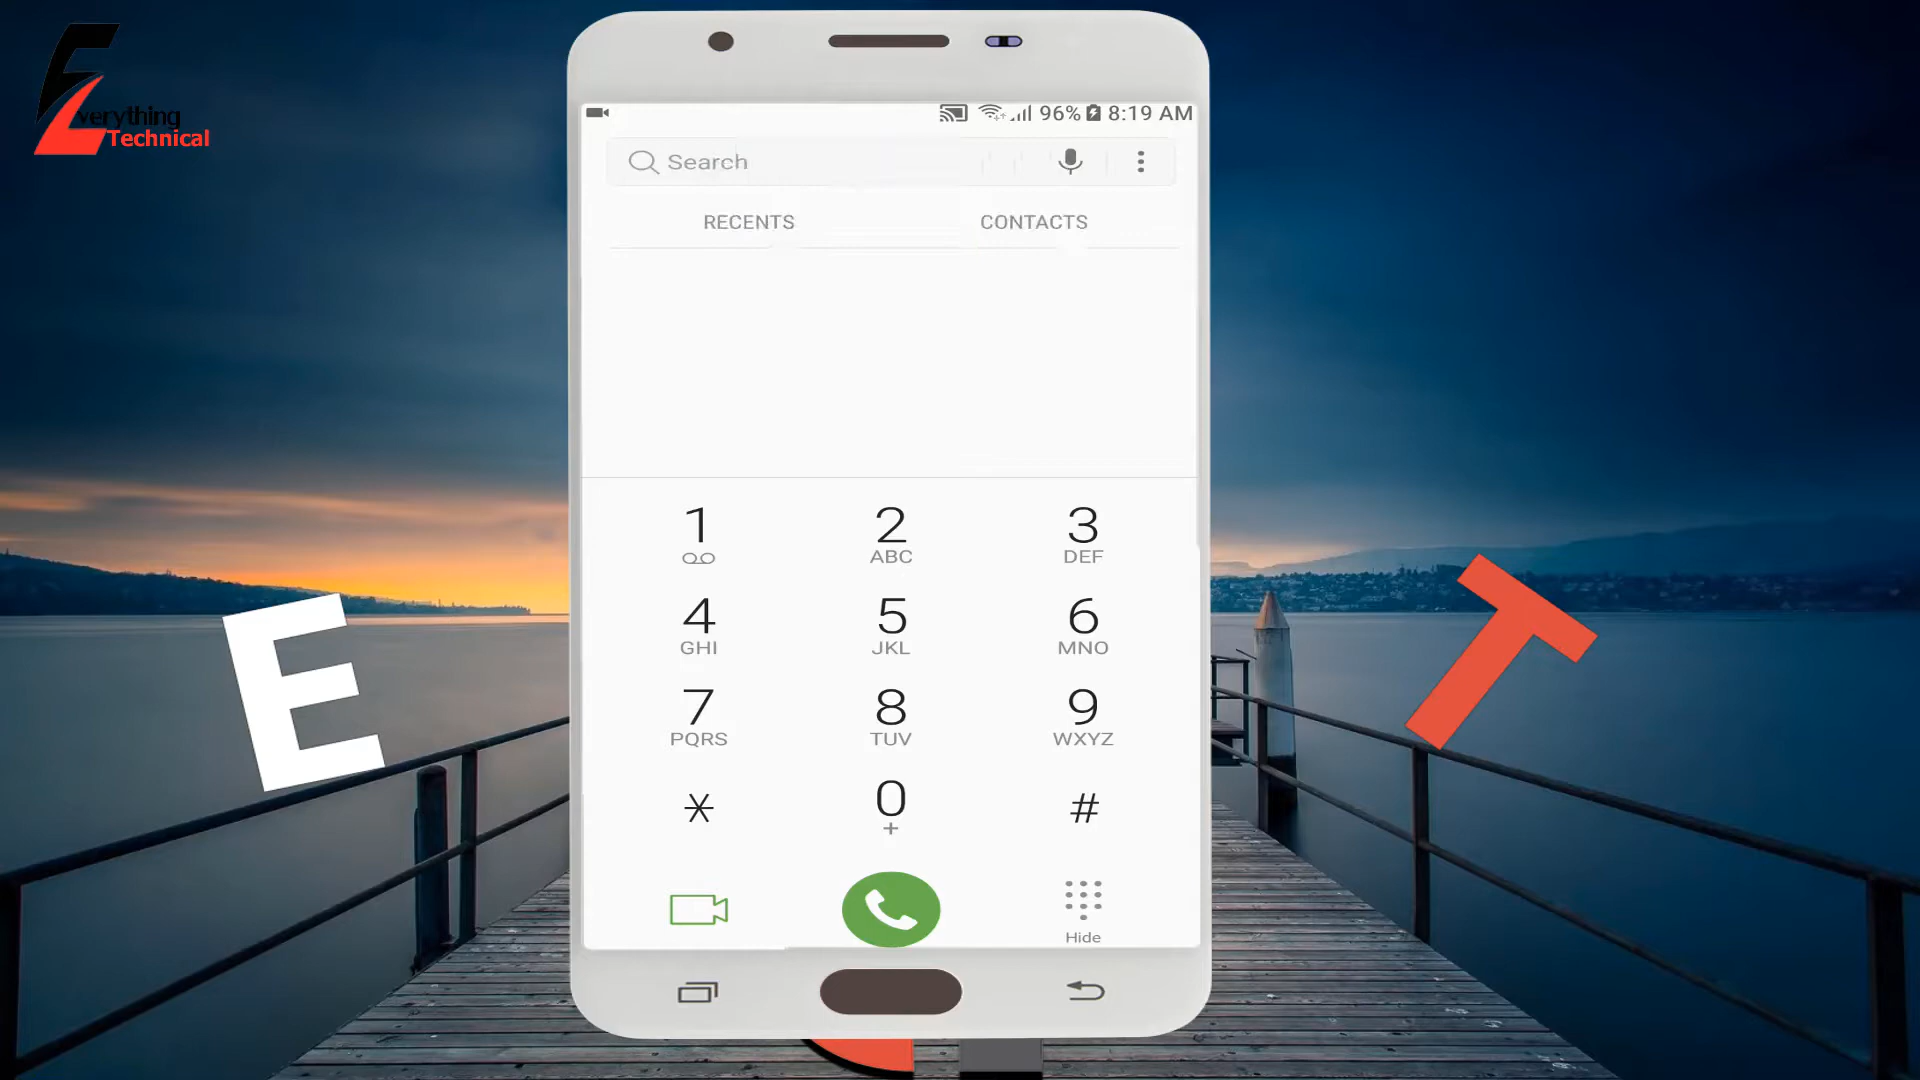 Everything
Technical
96% 8:19 AM
Search
RECENTS
CONTACTS
1
2
ABC
3
DEF
4
GHI
5
JKL
6
MNO
7
PQRS
8
TUV
9
WXYZ
*
0
+
#
Hide
E
T